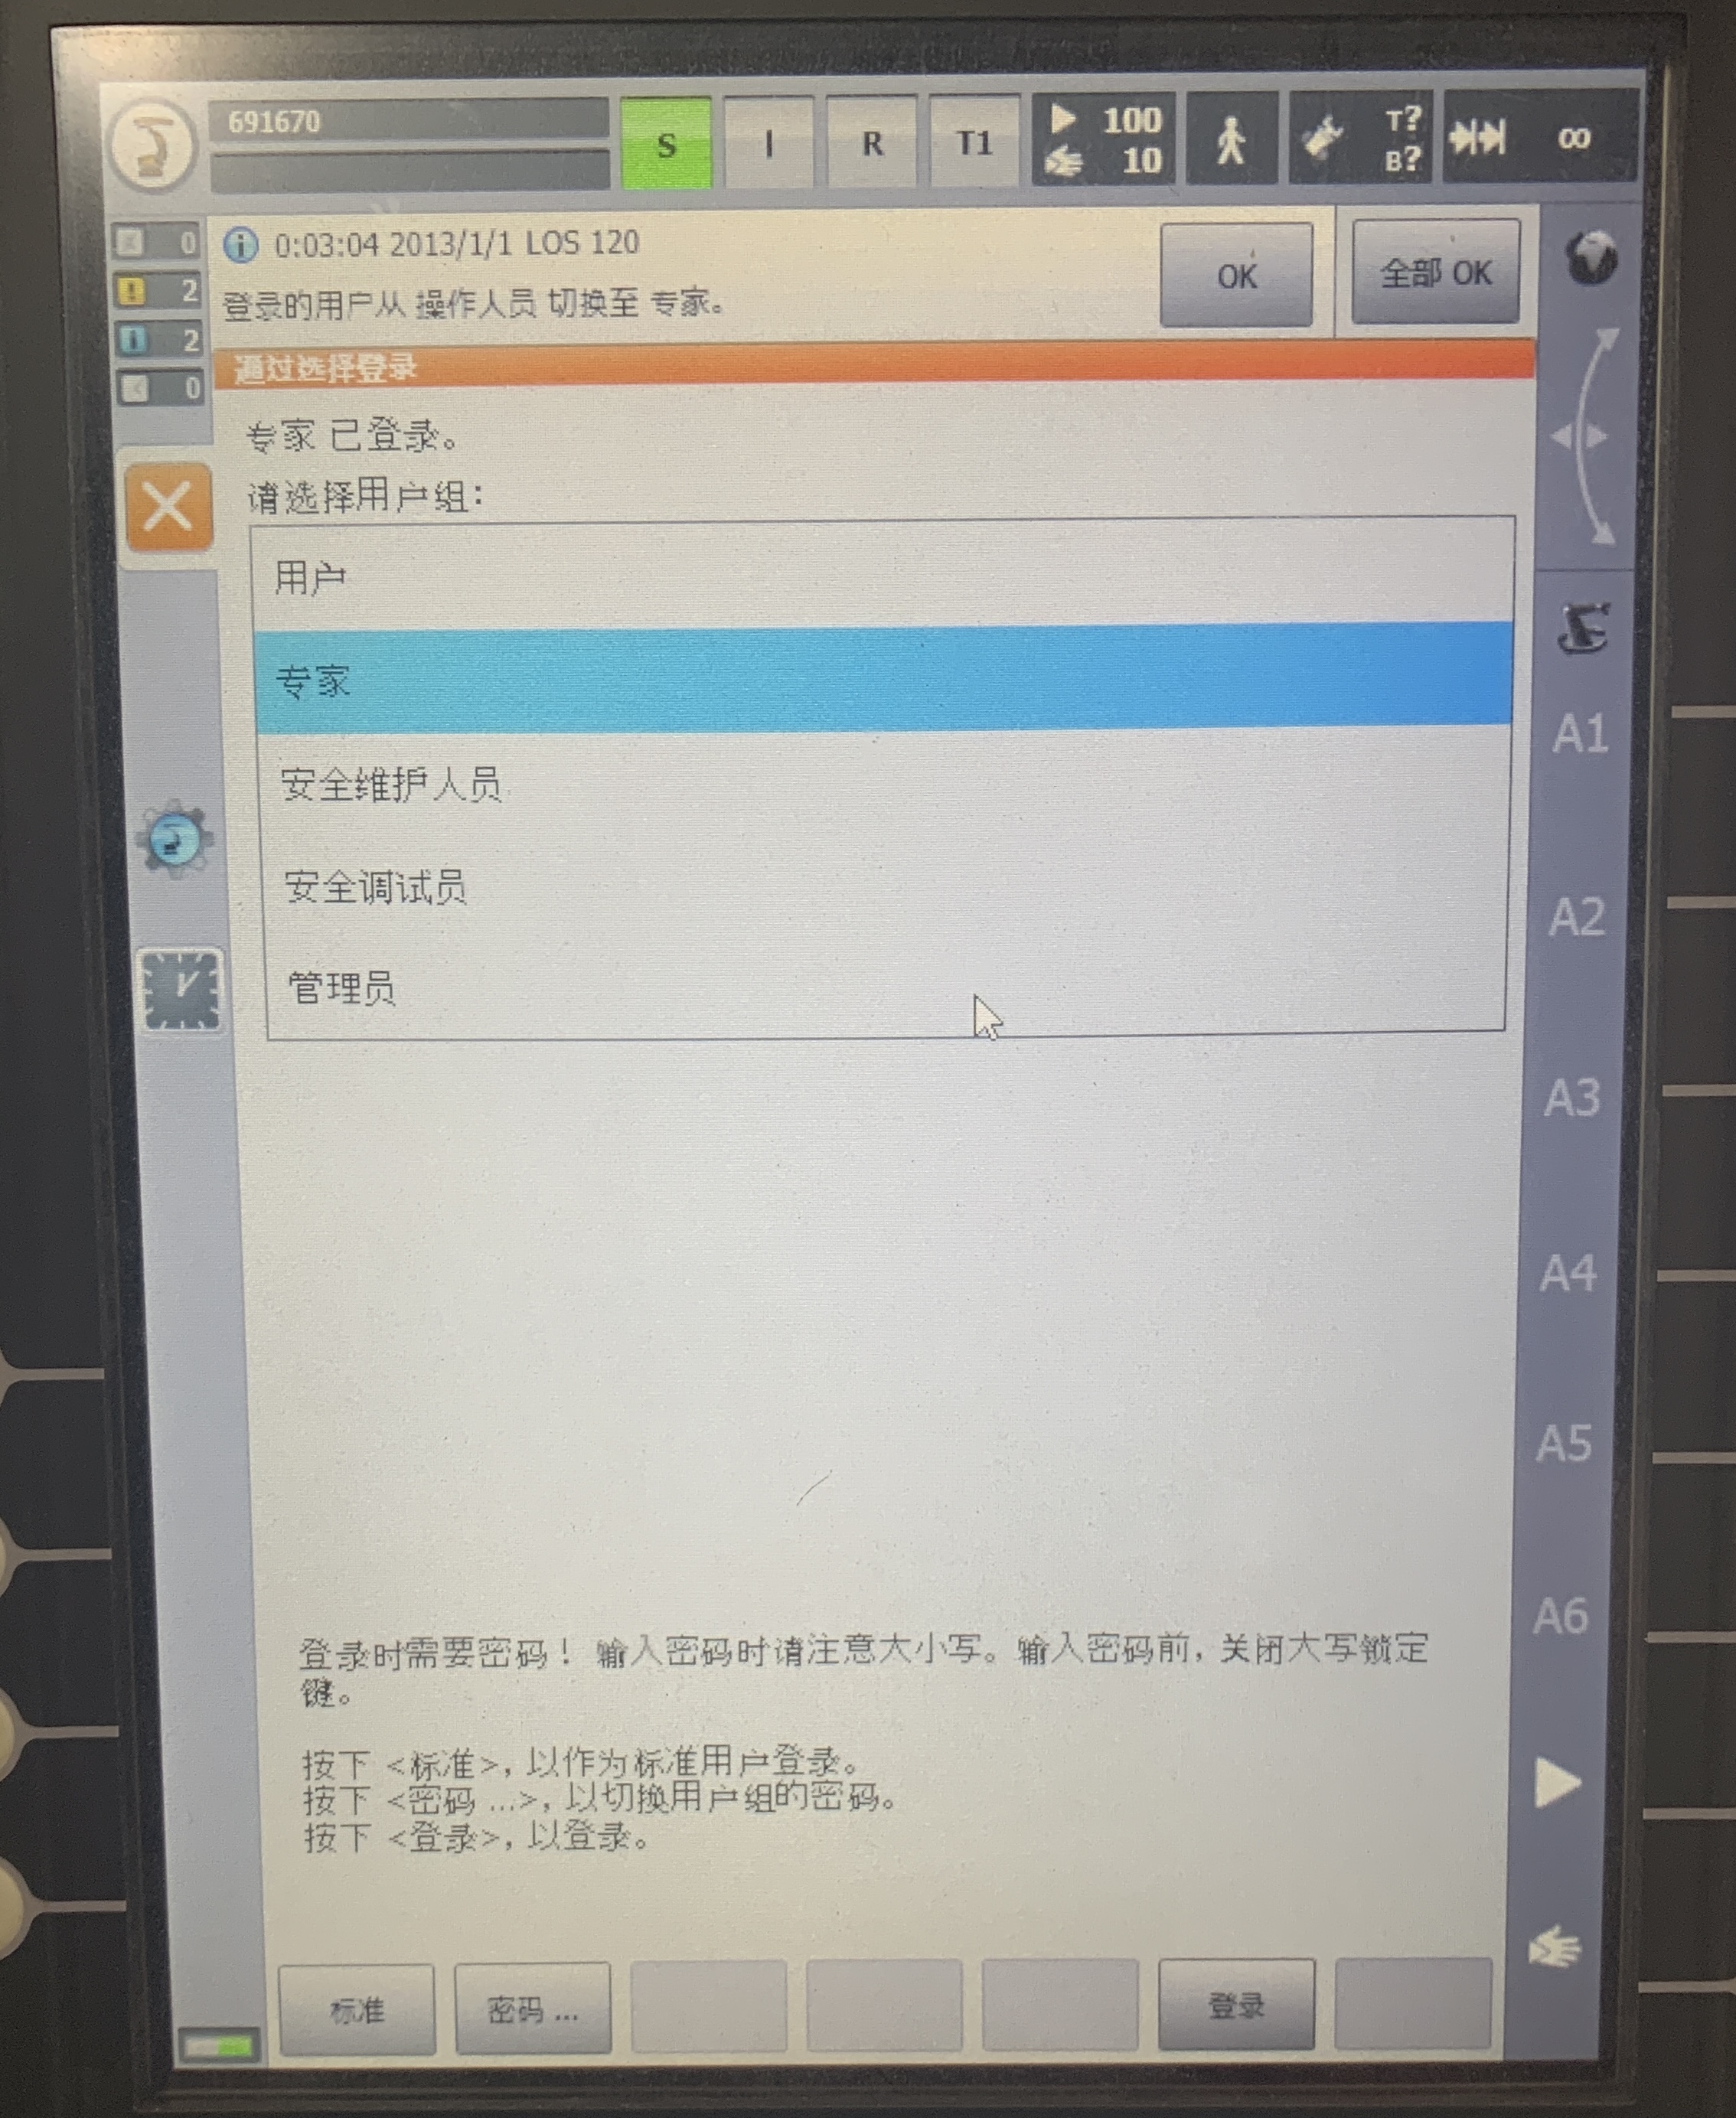 691670
S I R T1 100 10 T? B? ∞
0
2
2
0
0:03:04 2013/1/1 LOS 120
登录的用户从 操作人员 切换至 专家。
OK 全部 OK
通过选择登录
专家 已登录。
请选择用户组：
用户
专家
安全维护人员
安全调试员
管理员
A1
A2
A3
A4
A5
A6
登录时需要密码！ 输入密码时请注意大小写。输入密码前，关闭大写锁定
键。
按下 <标准>，以作为标准用户登录。
按下 <密码 ...>，以切换用户组的密码。
按下 <登录>，以登录。
标准 密码 ... 登录